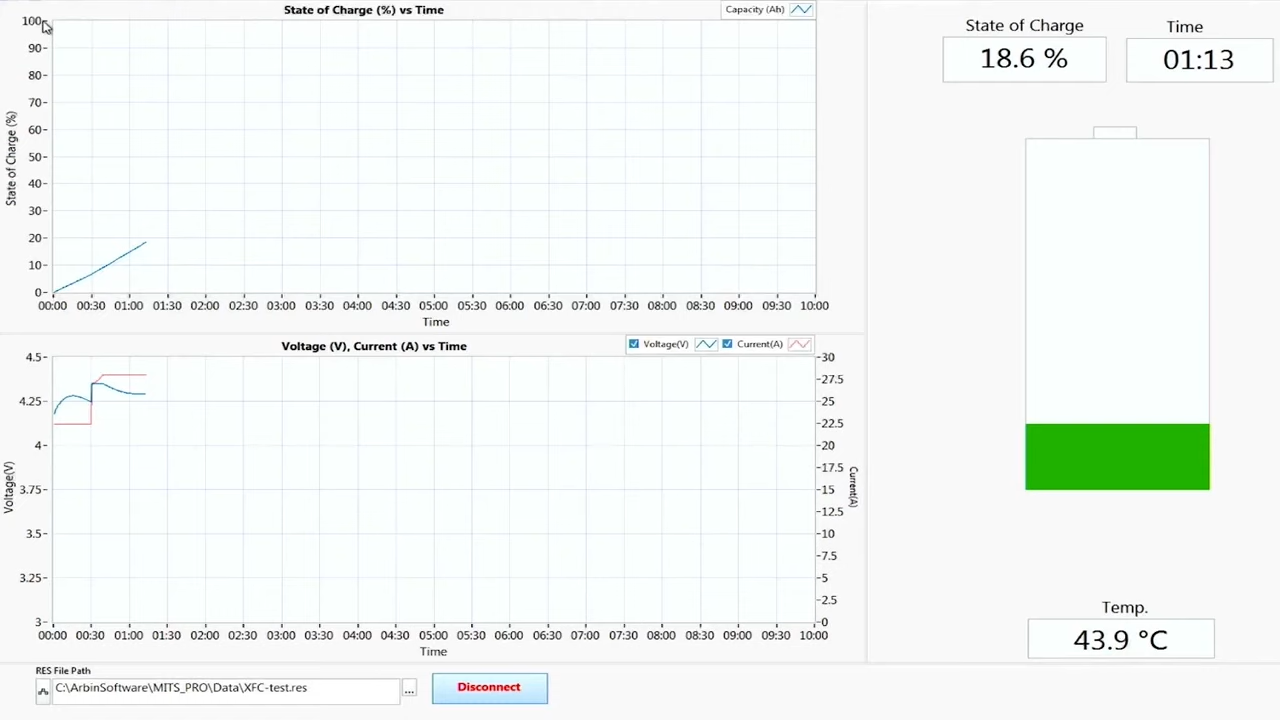 State of Charge (%) vs Time
Capacity (Ah)
State of Charge (%)
100
90
80
70
60
50
40
30
20
10
0
00:00 00:30 01:00 01:30 02:00 02:30 03:00 03:30 04:00 04:30 05:00 05:30 06:00 06:30 07:00 07:30 08:00 08:30 09:00 09:30 10:00
Time
Voltage (V), Current (A) vs Time
Voltage(V) Current(A)
Voltage(V)
4.5
4.25
4
3.75
3.5
3.25
3
30
27.5
25
22.5
20
17.5
15
12.5
10
7.5
5
2.5
0
Current(A)
00:00 00:30 01:00 01:30 02:00 02:30 03:00 03:30 04:00 04:30 05:00 05:30 06:00 06:30 07:00 07:30 08:00 08:30 09:00 09:30 10:00
Time
RES File Path
C:\ArbinSoftware\MITS_PRO\Data\XFC-test.res
...
Disconnect
State of Charge
18.6 %
Time
01:13
Temp.
43.9 °C